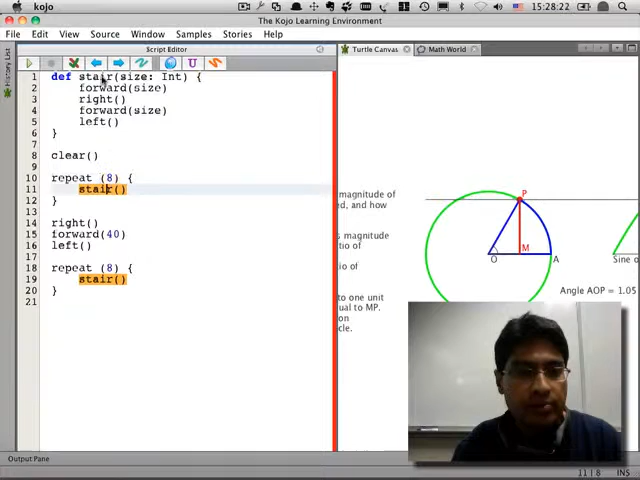 kojo 15:28:22
The Kojo Learning Environment
File Edit View Source Window Samples Stories Help
Script Editor
Turtle Canvas Math World
History List
1 def stair(size: Int) {
2 forward(size)
3 right()
4 forward(size)
5 left()
6 }
7
8 clear()
9
10 repeat (8) {
11 stair()
12 }
13
14 right()
15 forward(40)
16 left()
17
18 repeat (8) {
19 stair()
20 }
21
magnitude of
ed, and how
s magnitude
tio of
io of
to one unit
ual to MP.
on
cle.
P
O
M
A
Sine o
Angle AOP = 1.05
Output Pane
11 | 8 INS